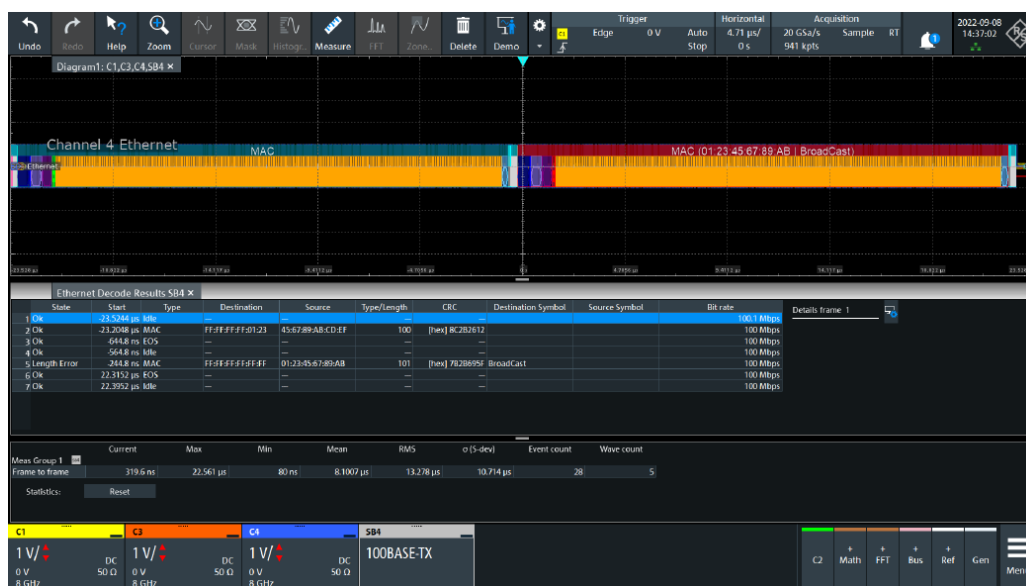 Trigger Horizontal Acquisition
2022-09-08
14:37:02
Undo Redo Help Zoom Cursor Mask Histogr... Measure FFT Zone... Delete Demo
C1 Edge 0 V Auto 4.71 µs/ 20 GSa/s Sample RT
Stop 0 s 941 kpts
1
Diagram1: C1,C3,C4,SB4 ×
Channel 4 Ethernet
MAC MAC (01:23:45:67:89:AB | BroadCast)
Ethernet
Ethernet Decode Results SB4 ×
State Start Type Destination Source Type/Length CRC Destination Symbol Source Symbol Bit rate
Details frame 1
1 Ok -23.5244 µs Idle — — — — 100.1 Mbps
2 Ok -23.2048 µs MAC FF:FF:FF:FF:01:23 45:67:89:AB:CD:EF 100 [hex] 8C2B2612 100 Mbps
3 Ok -644.8 ns EOS — — — — 100 Mbps
4 Ok -564.8 ns Idle — — — — 100 Mbps
5 Length Error -244.8 ns MAC FF:FF:FF:FF:FF:FF 01:23:45:67:89:AB 101 [hex] 7B2B695F BroadCast 100 Mbps
6 Ok 22.3152 µs EOS — — — — 100 Mbps
7 Ok 22.3952 µs Idle — — — — 100 Mbps
Current Max Min Mean RMS σ (S-dev) Event count Wave count
Meas Group 1
Frame to frame 319.6 ns 22.561 µs 80 ns 8.1007 µs 13.278 µs 10.714 µs 28 5
Statistics: Reset
C1 C3 C4 SB4
1 V/ 1 V/ 1 V/ 100BASE-TX
DC DC DC
0 V 50 Ω 0 V 50 Ω 0 V 50 Ω
8 GHz 8 GHz 8 GHz
C2 Math FFT Bus Ref Gen Menu